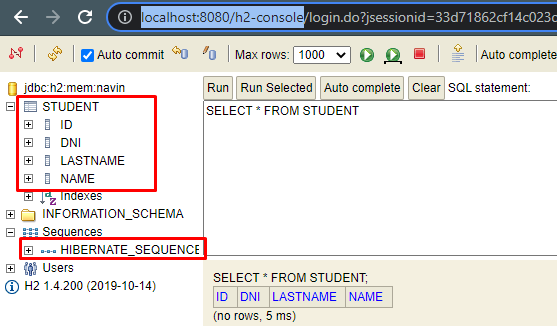 localhost:8080/h2-console/login.do?jsessionid=33d71862cf14c023c
Auto commit Max rows: 1000 Auto complete
jdbc:h2:mem:navin
STUDENT
ID
DNI
LASTNAME
NAME
Indexes
INFORMATION_SCHEMA
Sequences
HIBERNATE_SEQUENCE
Users
H2 1.4.200 (2019-10-14)
Run Run Selected Auto complete Clear SQL statement:
SELECT * FROM STUDENT
SELECT * FROM STUDENT;
ID DNI LASTNAME NAME
(no rows, 5 ms)